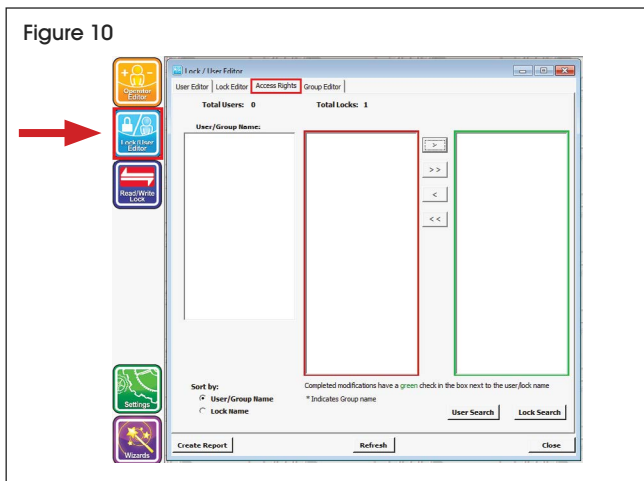 Figure 10
Operator
Editor
Lock/User
Editor
Read/Write
Lock
Settings
Wizards
Lock / User Editor
User Editor Lock Editor Access Rights Group Editor
Total Users: 0 Total Locks: 1
User/Group Name:
>
>>
<
<<
Sort by:
User/Group Name
Lock Name
Completed modifications have a green check in the box next to the user/lock name
* Indicates Group name
User Search Lock Search
Create Report Refresh Close